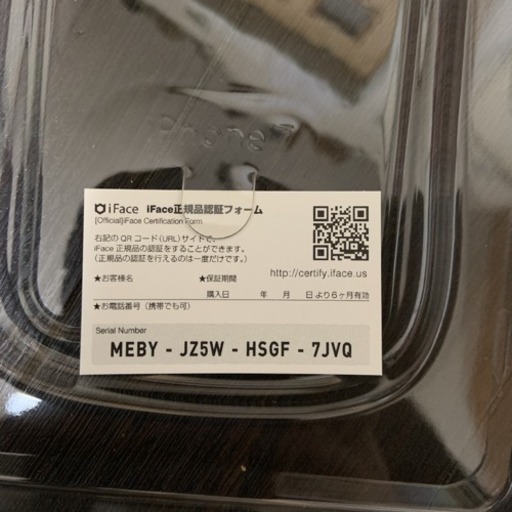 iPhone 7
iFace iFace正規品認証フォーム
[Official]iFace Certification Form
右記のQRコード(URL)サイトで、
iFace 正規品の認証をすることができます。
(正規品の認証を行えるのは一度だけです。)
http://certify.iface.us
★お客様名 ★保証期間
購入日 年 月 日 より6ヶ月有効
★お電話番号(携帯でも可)
Serial Number
MEBY - JZ5W - HSGF - 7JVQ